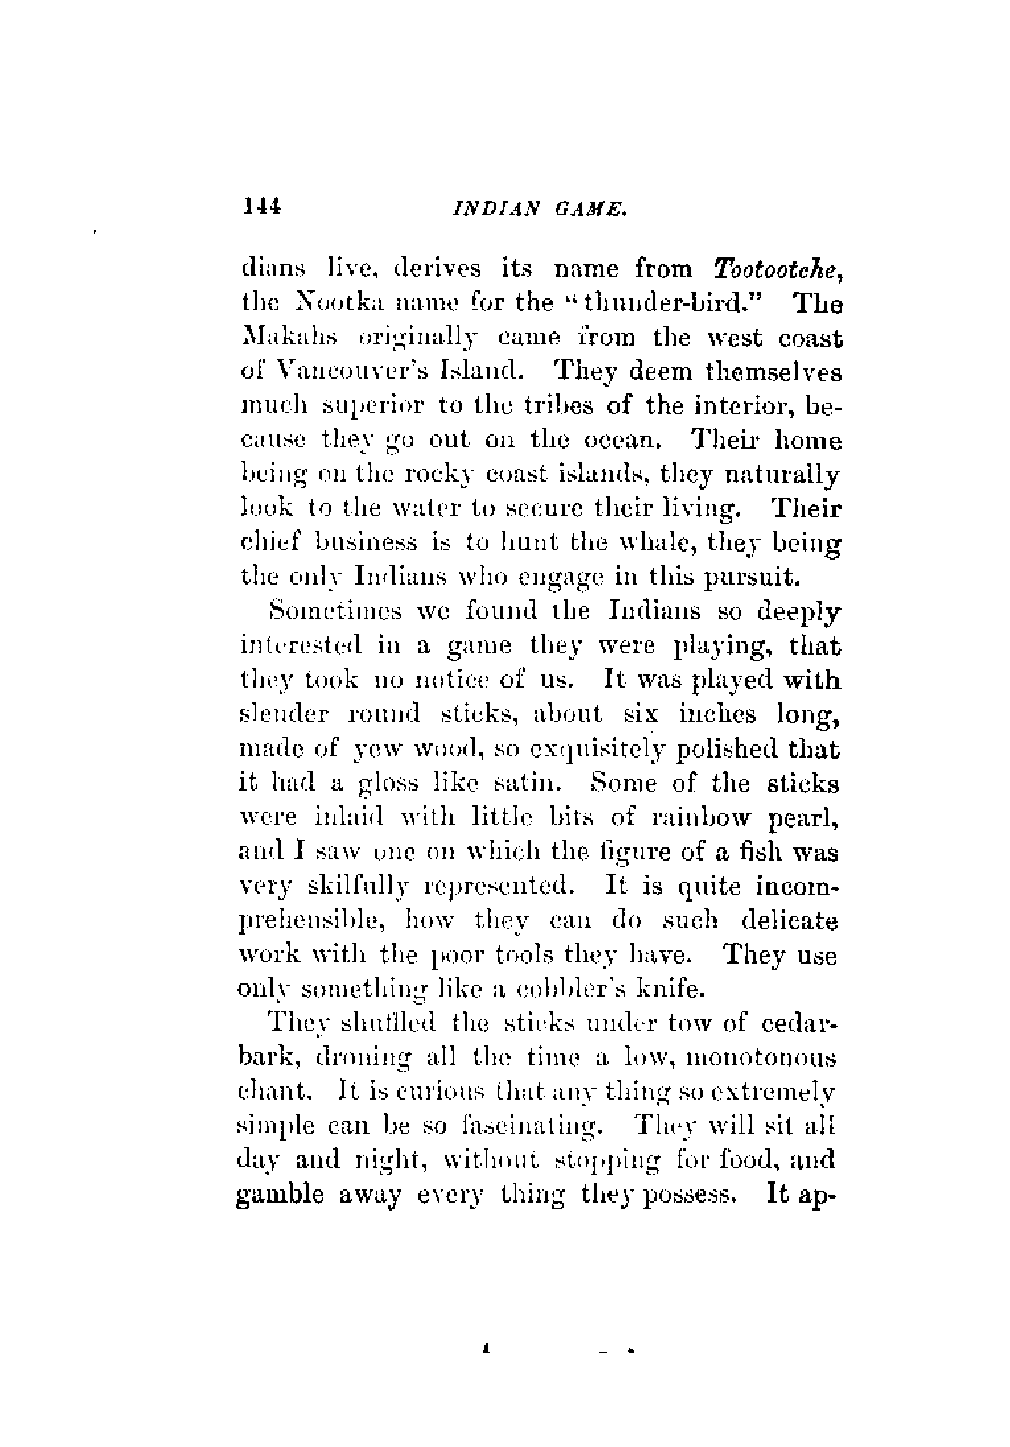 144 INDIAN GAME.
dians live, derives its name from Tootootche,
the Nootka name for the "thunder-bird." The
Makahs originally came from the west coast
of Vancouver's Island. They deem themselves
much superior to the tribes of the interior, be-
cause they go out on the ocean. Their home
being on the rocky coast islands, they naturally
look to the water to secure their living. Their
chief business is to hunt the whale, they being
the only Indians who engage in this pursuit.
Sometimes we found the Indians so deeply
interested in a game they were playing, that
they took no notice of us. It was played with
slender round sticks, about six inches long,
made of yew wood, so exquisitely polished that
it had a gloss like satin. Some of the sticks
were inlaid with little bits of rainbow pearl,
and I saw one on which the figure of a fish was
very skilfully represented. It is quite incom-
prehensible, how they can do such delicate
work with the poor tools they have. They use
only something like a cobbler's knife.
They shuffled the sticks under tow of cedar-
bark, droning all the time a low, monotonous
chant. It is curious that any thing so extremely
simple can be so fascinating. They will sit all
day and night, without stopping for food, and
gamble away every thing they possess. It ap-